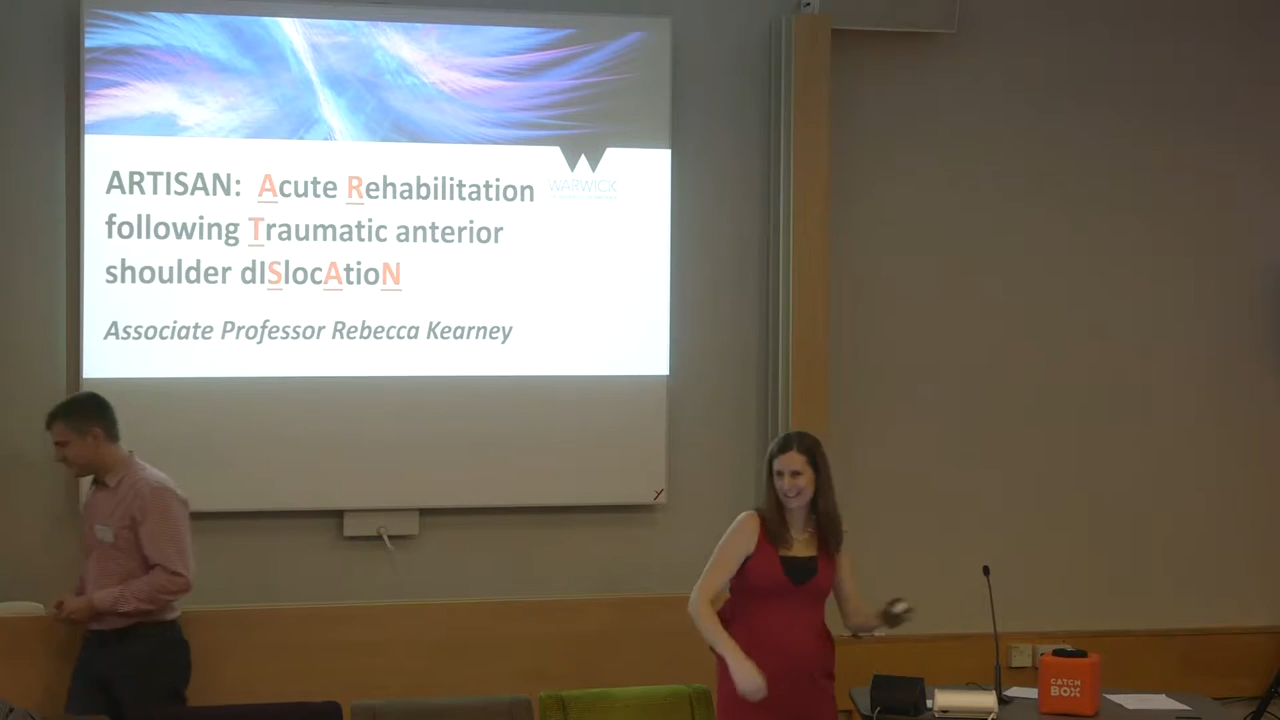 ARTISAN: Acute Rehabilitation
following Traumatic anterior
shoulder dISlocAtioN
Associate Professor Rebecca Kearney
WARWICK
CATCH
BOX